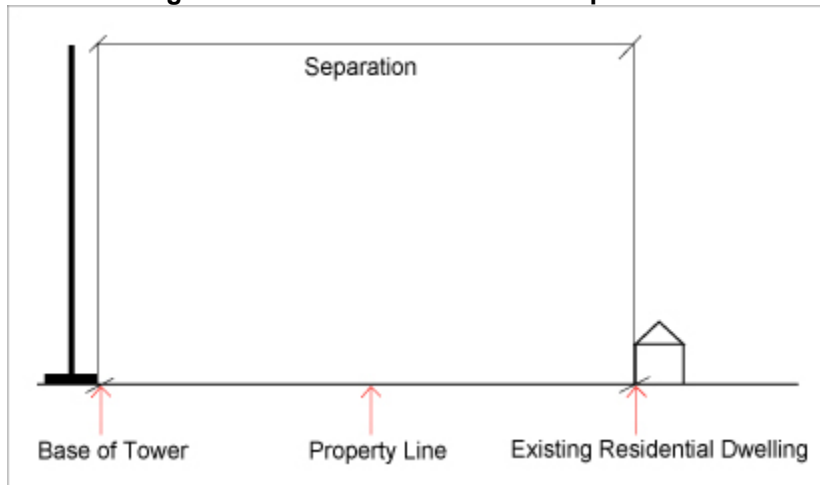 Separation
Base of Tower
Property Line
Existing Residential Dwelling